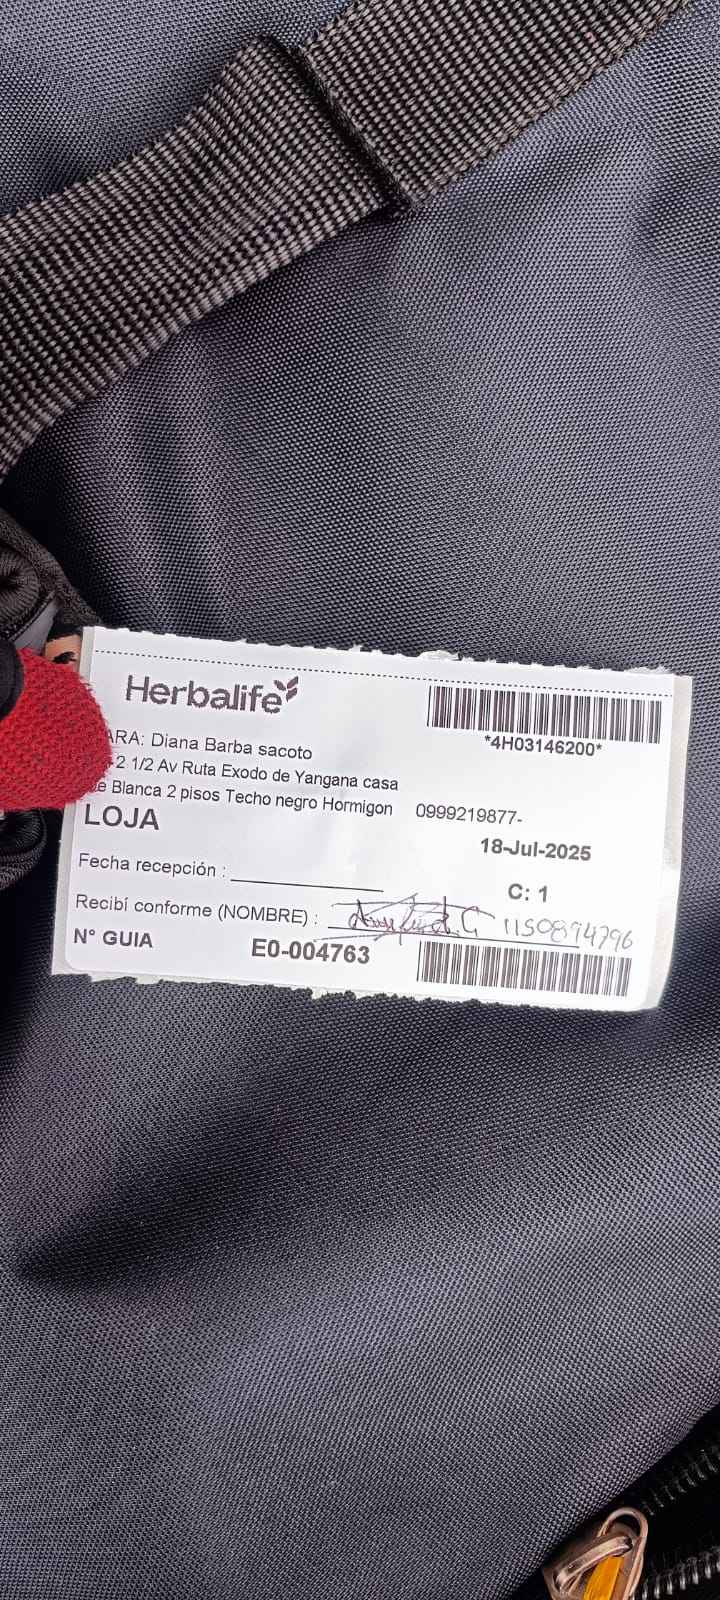 Herbalife
*4H03146200*
ARA: Diana Barba sacoto
2 1/2 Av Ruta Exodo de Yangana casa
Blanca 2 pisos Techo negro Hormigon 0999219877-
LOJA
18-Jul-2025
Fecha recepción :
C: 1
Recibí conforme (NOMBRE) : 1150894796
N° GUIA E0-004763